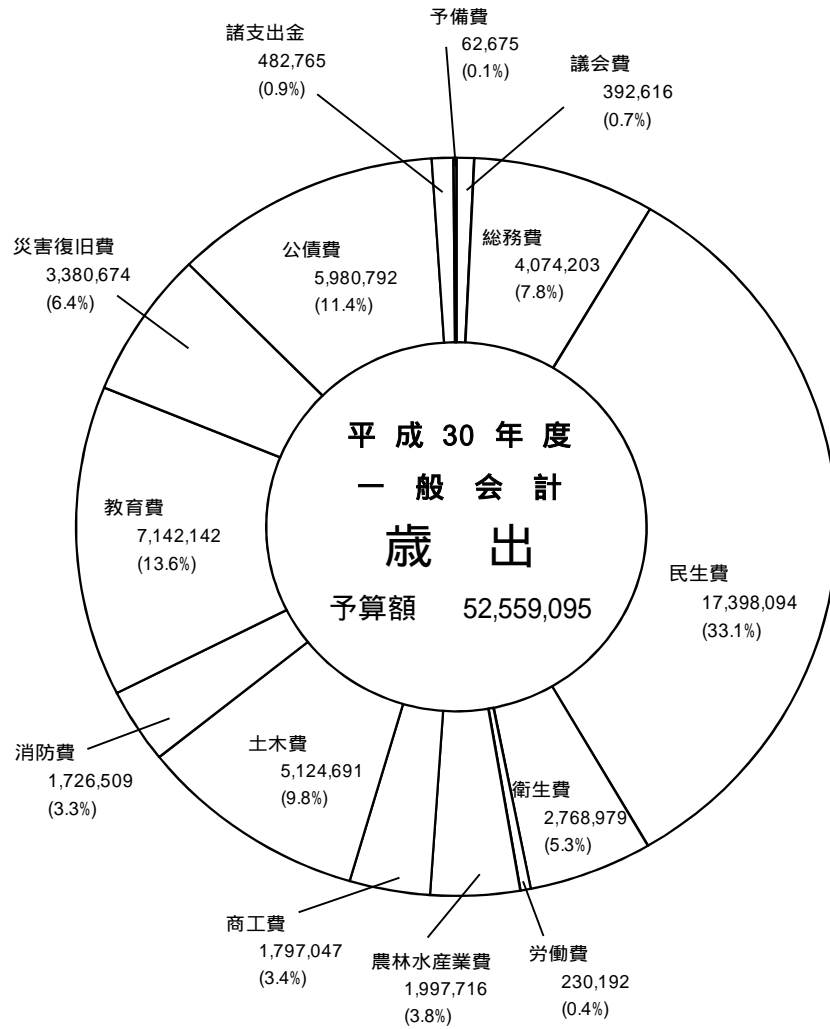 予備費
62,675
(0.1%)
議会費
392,616
(0.7%)
総務費
4,074,203
(7.8%)
民生費
17,398,094
(33.1%)
衛生費
2,768,979
(5.3%)
労働費
230,192
(0.4%)
農林水産業費
1,997,716
(3.8%)
商工費
1,797,047
(3.4%)
土木費
5,124,691
(9.8%)
消防費
1,726,509
(3.3%)
教育費
7,142,142
(13.6%)
災害復旧費
3,380,674
(6.4%)
公債費
5,980,792
(11.4%)
諸支出金
482,765
(0.9%)
平成30年度
一般会計
歳出
予算額 52,559,095